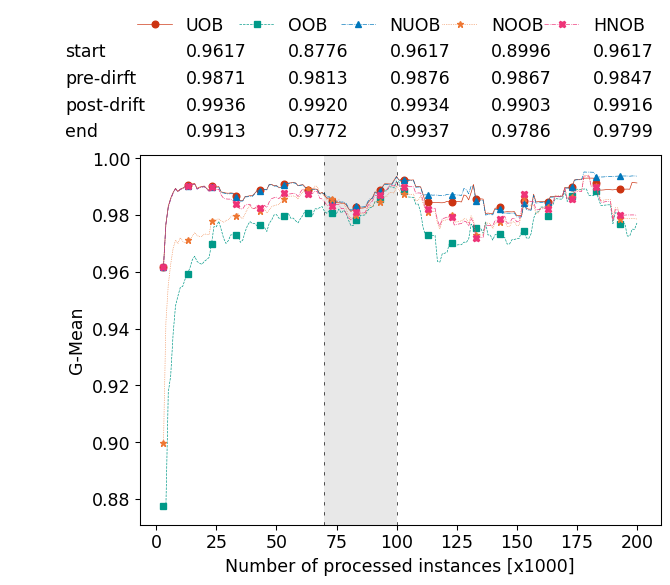 UOB OOB NUOB NOOB HNOB
start 0.9617 0.8776 0.9617 0.8996 0.9617
pre-dirft 0.9871 0.9813 0.9876 0.9867 0.9847
post-drift 0.9936 0.9920 0.9934 0.9903 0.9916
end 0.9913 0.9772 0.9937 0.9786 0.9799
1.00
0.98
0.96
0.94
0.92
0.90
0.88
G-Mean
0 25 50 75 100 125 150 175 200
Number of processed instances [x1000]